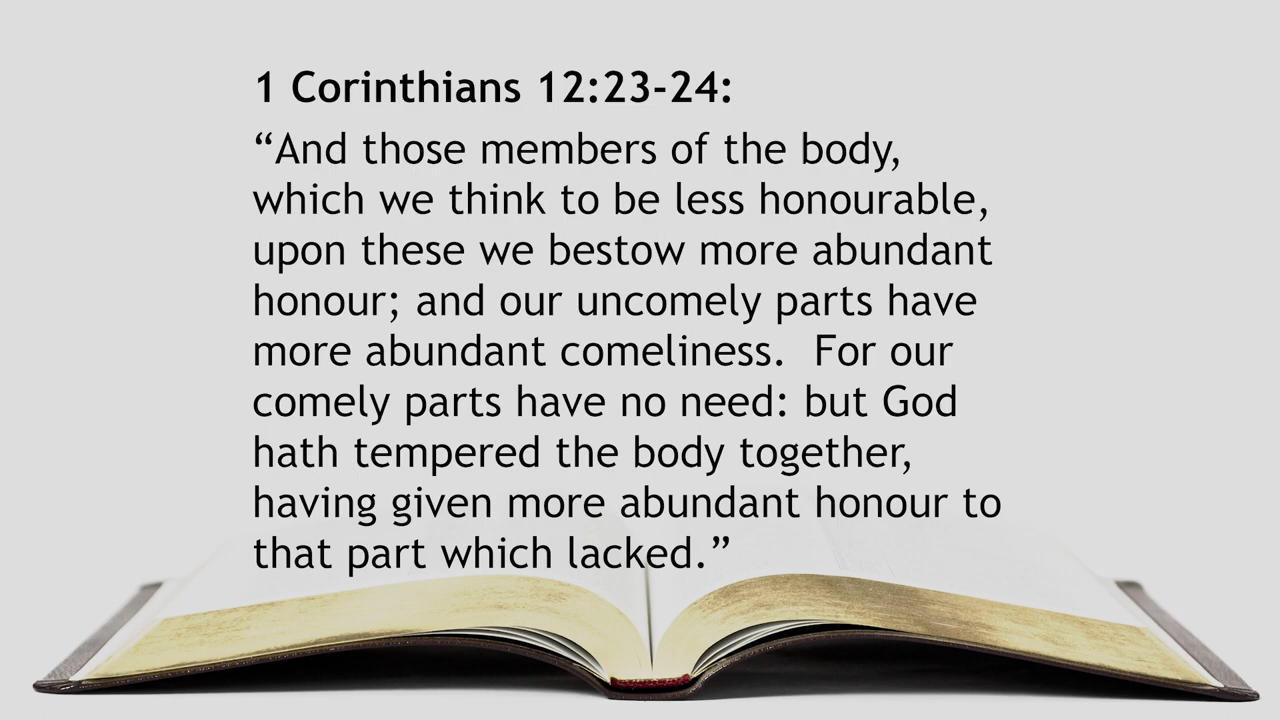 1 Corinthians 12:23-24:
“And those members of the body,
which we think to be less honourable,
upon these we bestow more abundant
honour; and our uncomely parts have
more abundant comeliness.  For our
comely parts have no need: but God
hath tempered the body together,
having given more abundant honour to
that part which lacked.”